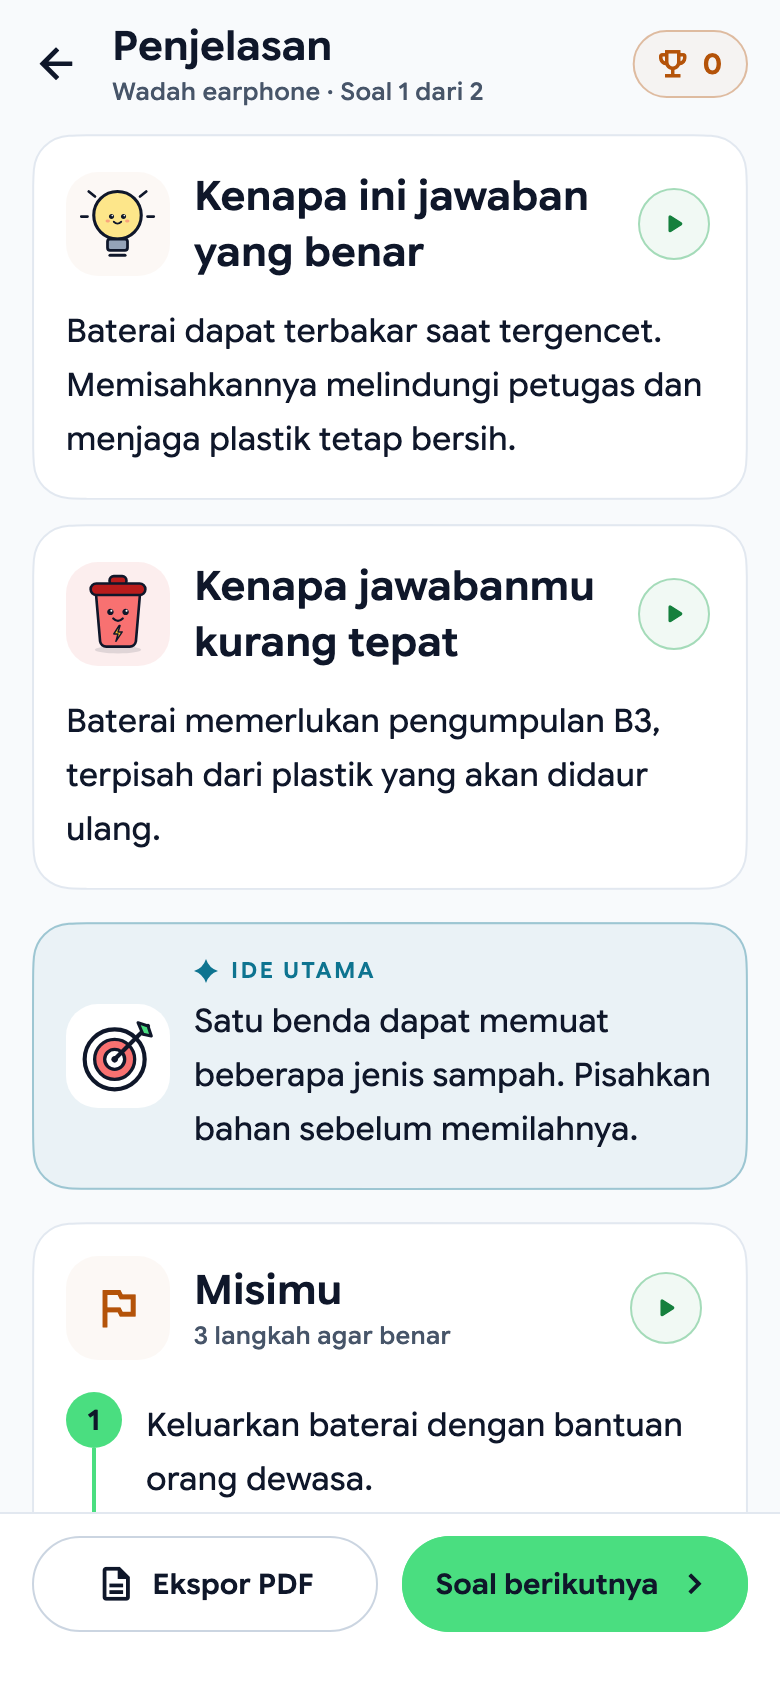 Penjelasan
Wadah earphone · Soal 1 dari 2
0
Kenapa ini jawaban
yang benar
Baterai dapat terbakar saat tergencet.
Memisahkannya melindungi petugas dan
menjaga plastik tetap bersih.
Kenapa jawabanmu
kurang tepat
Baterai memerlukan pengumpulan B3,
terpisah dari plastik yang akan didaur
ulang.
IDE UTAMA
Satu benda dapat memuat
beberapa jenis sampah. Pisahkan
bahan sebelum memilahnya.
Misimu
3 langkah agar benar
1
Keluarkan baterai dengan bantuan
orang dewasa.
Ekspor PDF
Soal berikutnya